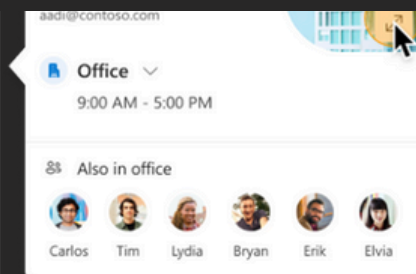 aadi@contoso.com
Office
9:00 AM - 5:00 PM
Also in office
Carlos Tim Lydia Bryan Erik Elvia